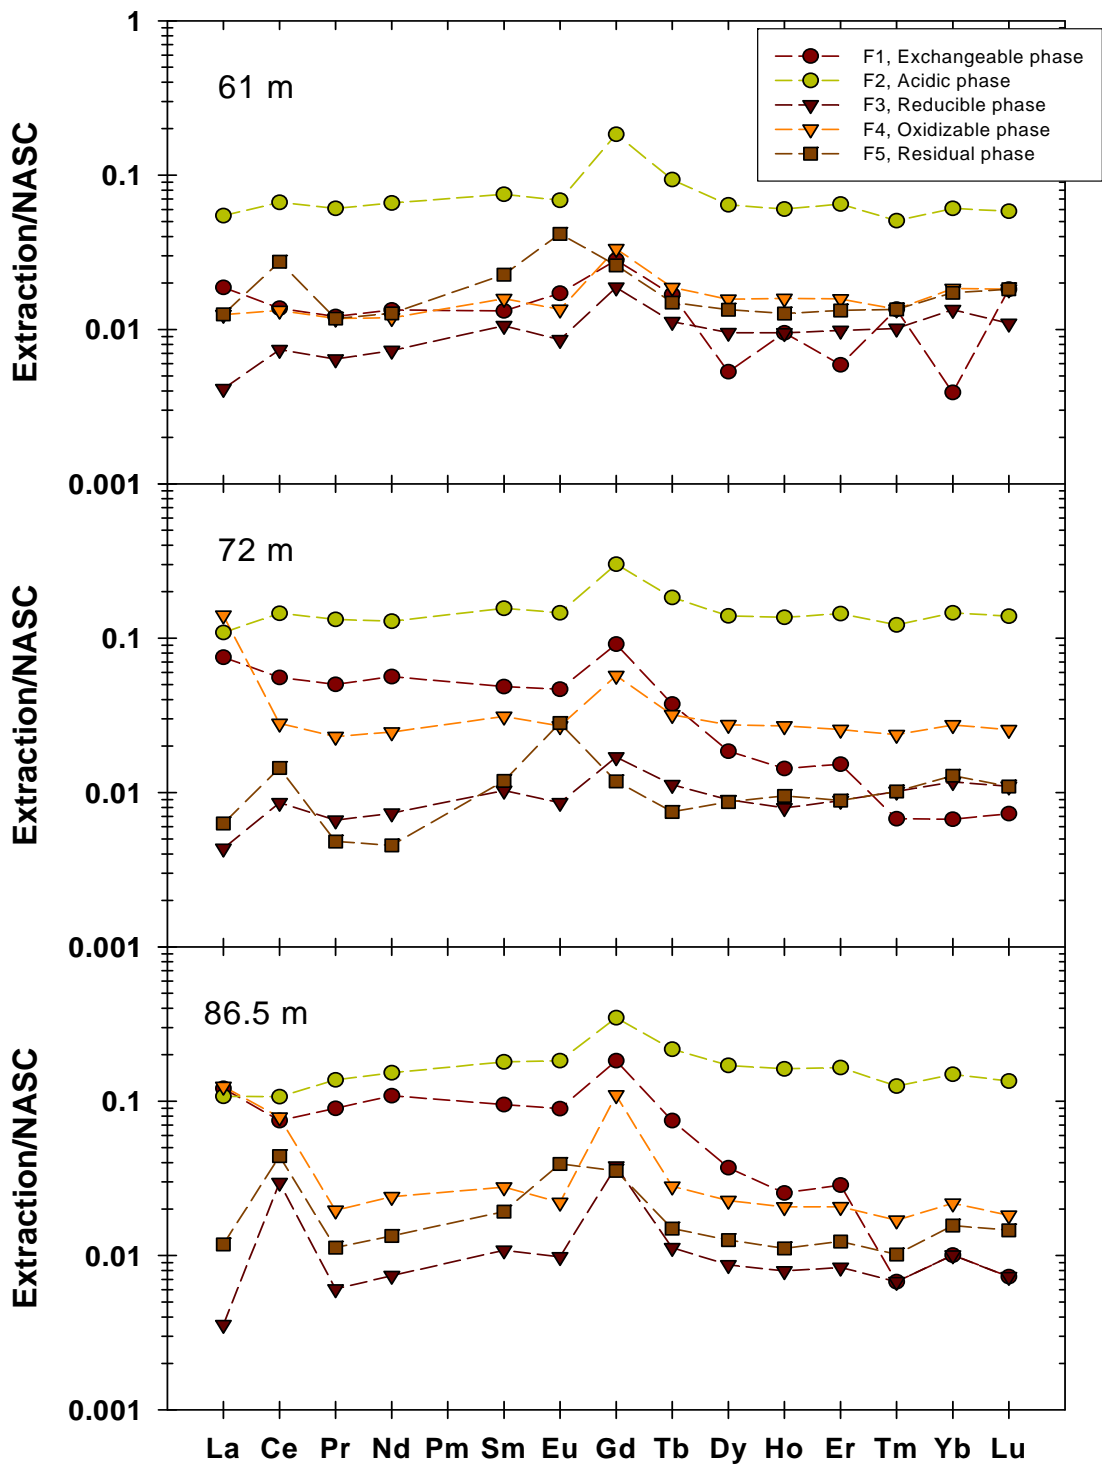 1
61 m
F1, Exchangeable phase
F2, Acidic phase
F3, Reducible phase
F4, Oxidizable phase
F5, Residual phase
0.1
Extraction/NASC
0.01
0.001
72 m
0.1
Extraction/NASC
0.01
0.001
86.5 m
0.1
Extraction/NASC
0.01
0.001
La Ce Pr Nd Pm Sm Eu Gd Tb Dy Ho Er Tm Yb Lu